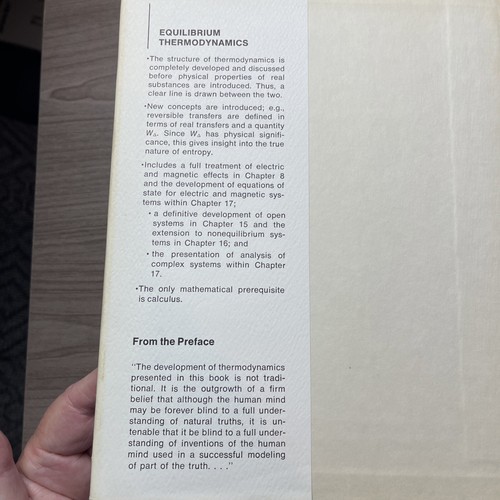 EQUILIBRIUM
THERMODYNAMICS
•The structure of thermodynamics is
completely developed and discussed
before physical properties of real
substances are introduced. Thus, a
clear line is drawn between the two.
•New concepts are introduced; e.g.,
reversible transfers are defined in
terms of real transfers and a quantity
Wₐ. Since Wₐ has physical signifi-
cance, this gives insight into the true
nature of entropy.
•Includes a full treatment of electric
and magnetic effects in Chapter 8
and the development of equations of
state for electric and magnetic sys-
tems within Chapter 17;
• a definitive development of open
systems in Chapter 15 and the
extension to nonequilibrium sys-
tems in Chapter 16; and
• the presentation of analysis of
complex systems within Chapter
17.
•The only mathematical prerequisite
is calculus.
From the Preface
"The development of thermodynamics
presented in this book is not tradi-
tional. It is the outgrowth of a firm
belief that although the human mind
may be forever blind to a full under-
standing of natural truths, it is un-
tenable that it be blind to a full under-
standing of inventions of the human
mind used in a successful modeling
of part of the truth. . . ."